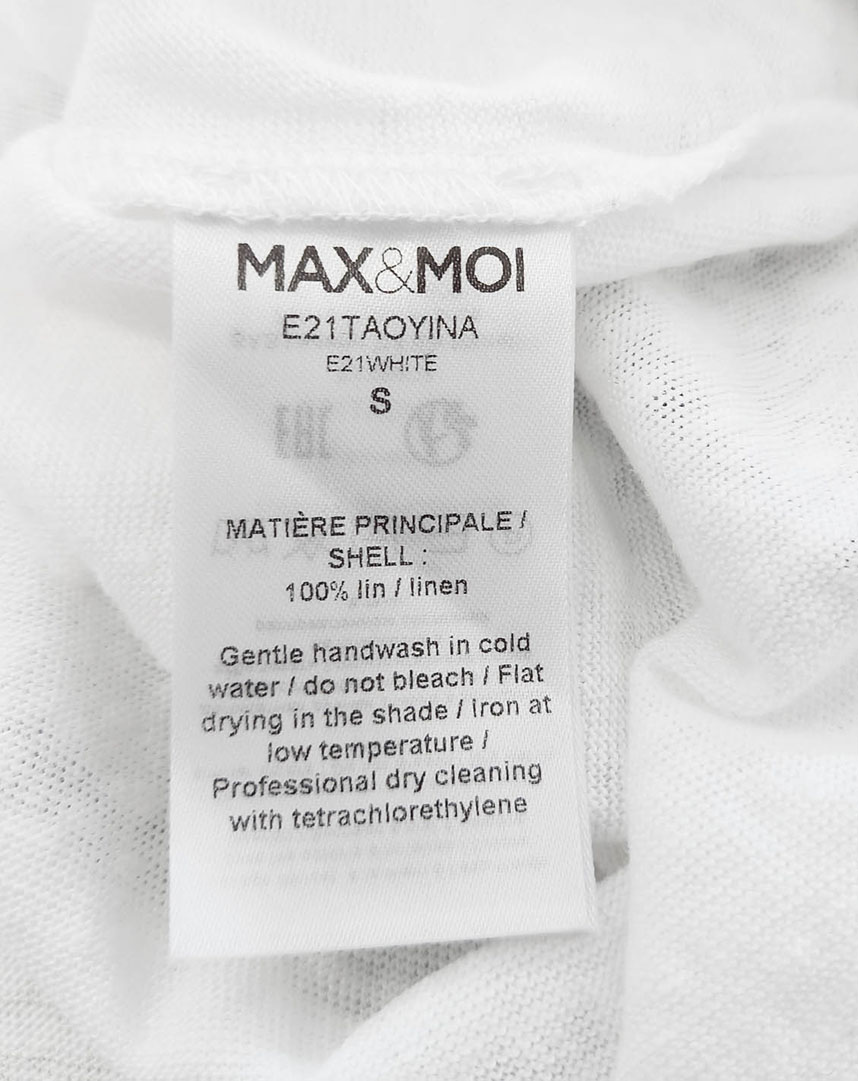 MAX&MOI
E21TAOYINA
E21WHITE
S
MATIÈRE PRINCIPALE /
SHELL :
100% lin / linen
Gentle handwash in cold
water / do not bleach / Flat
drying in the shade / Iron at
low temperature /
Professional dry cleaning
with tetrachlorethylene